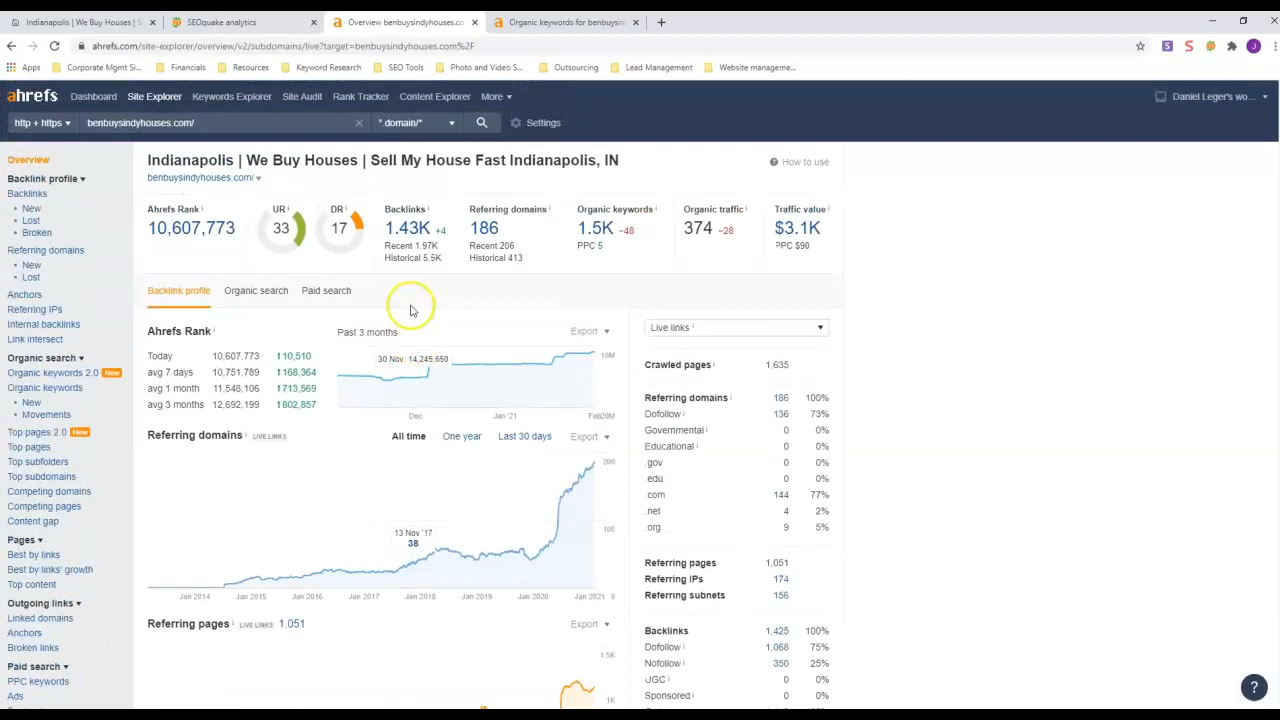 Indianapolis | We Buy Houses | S
SEOquake analytics
Overview benbuysindyhouses.co
Organic keywords for benbuysin
ahrefs.com/site-explorer/overview/v2/subdomains/live?target=benbuysindyhouses.com%2F
J
Apps
Corporate Mgmt Si...
Financials
Resources
Keyword Research
SEO Tools
Photo and Video S...
Outsourcing
Lead Management
Website manageme...
ahrefs
Dashboard
Site Explorer
Keywords Explorer
Site Audit
Rank Tracker
Content Explorer
More
Daniel Leger's wo...
http + https
benbuysindyhouses.com/
*.domain/*
Settings
Overview
Backlink profile
Backlinks
New
Lost
Broken
Referring domains
New
Lost
Anchors
Referring IPs
Internal backlinks
Link intersect
Organic search
Organic keywords 2.0 New
Organic keywords
New
Movements
Top pages 2.0 New
Top pages
Top subfolders
Top subdomains
Competing domains
Competing pages
Content gap
Pages
Best by links
Best by links' growth
Top content
Outgoing links
Linked domains
Anchors
Broken links
Paid search
PPC keywords
Ads
Indianapolis | We Buy Houses | Sell My House Fast Indianapolis, IN
How to use
benbuysindyhouses.com/
Ahrefs Rank
10,607,773
UR
33
DR
17
Backlinks
1.43K +4
Recent 1.97K
Historical 5.5K
Referring domains
186
Recent 206
Historical 413
Organic keywords
1.5K −48
PPC 5
Organic traffic
374 −28
Traffic value
$3.1K
PPC $90
Backlink profile
Organic search
Paid search
Ahrefs Rank
Today 10,607,773 10,510
avg 7 days 10,751,789 168,364
avg 1 month 11,548,106 713,569
avg 3 months 12,692,199 802,857
Past 3 months
Export
30 Nov: 14,245,650
10M
Dec
Jan '21
Feb20M
Referring domains LIVE LINKS
All time
One year
Last 30 days
Export
200
100
0
13 Nov '17
38
Jan 2014
Jan 2015
Jan 2016
Jan 2017
Jan 2018
Jan 2019
Jan 2020
Jan 2021
Referring pages LIVE LINKS 1,051
Export
1.5K
1K
Live links
Crawled pages 1,635
Referring domains 186 100%
Dofollow 136 73%
Governmental 0 0%
Educational 0 0%
.gov 0 0%
.edu 0 0%
.com 144 77%
.net 4 2%
.org 9 5%
Referring pages 1,051
Referring IPs 174
Referring subnets 156
Backlinks 1,425 100%
Dofollow 1,068 75%
Nofollow 350 25%
UGC 0 0%
Sponsored 0 0%
?